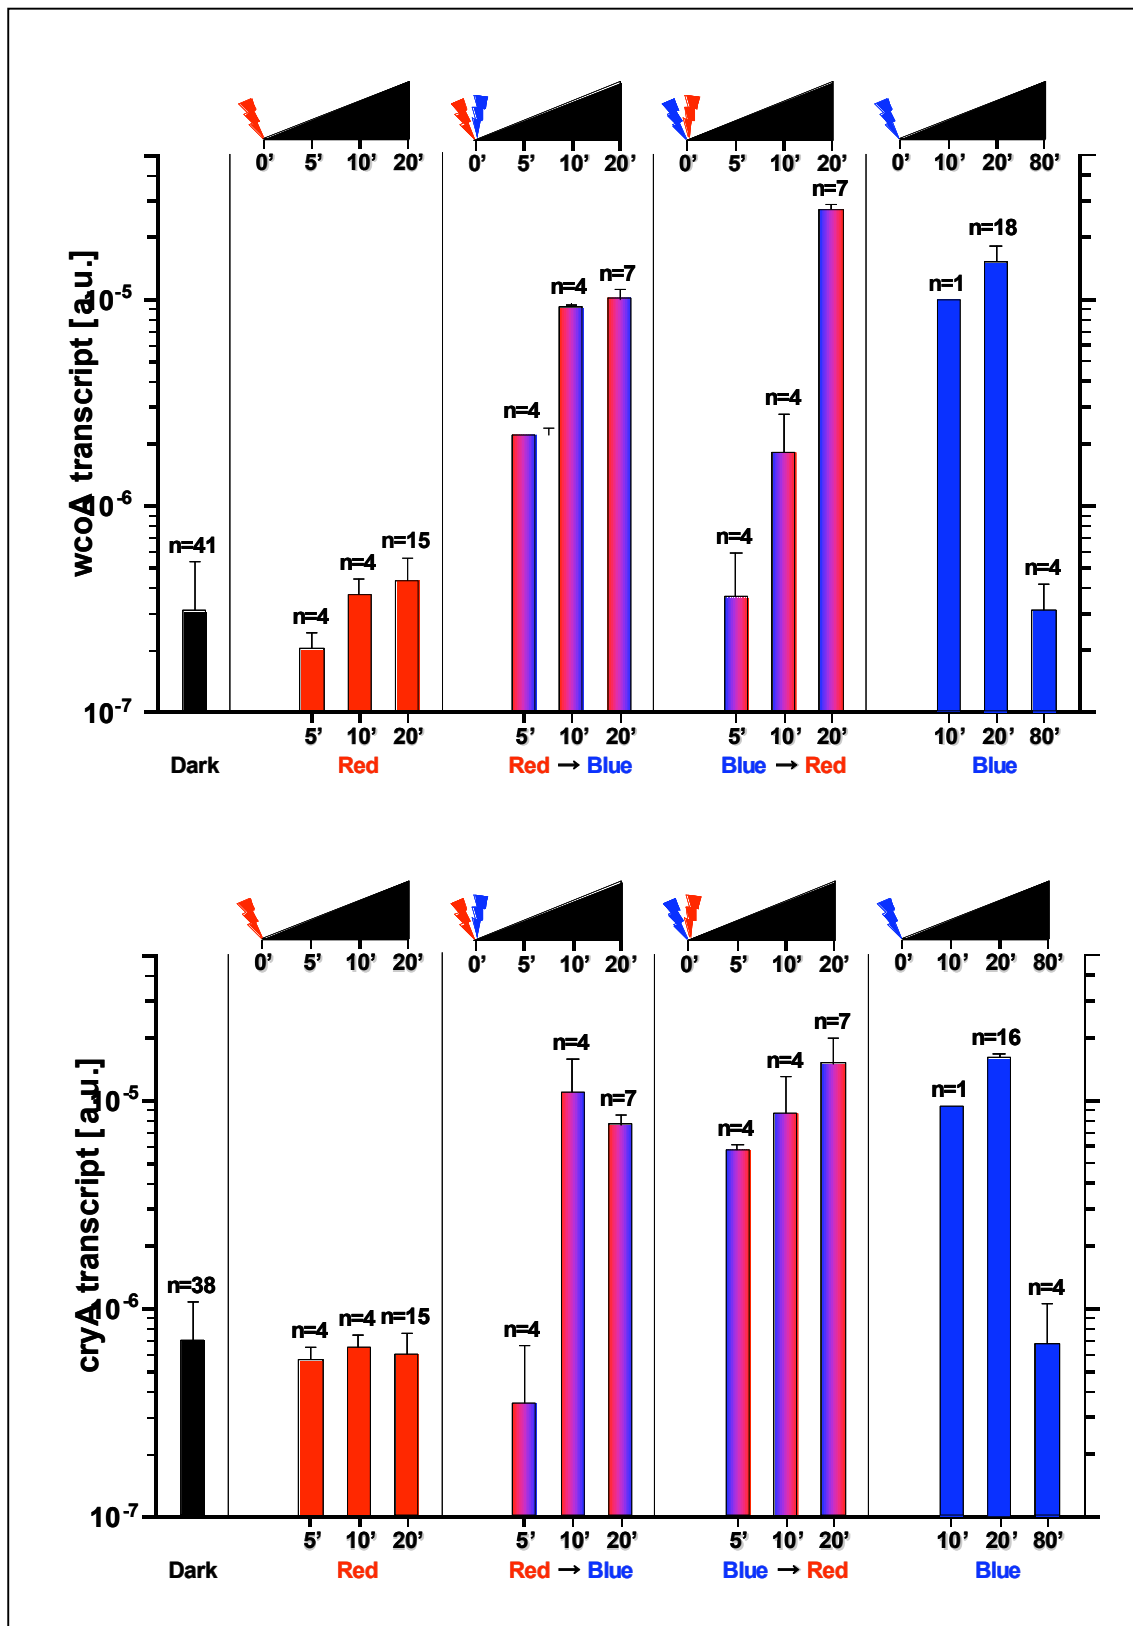 0' 5' 10' 20' 0' 5' 10' 20' 0' 5' 10' 20' 0' 10' 20' 80'
wcoA transcript [a.u.]
10-5
10-6
10-7
n=41
n=4
n=4
n=15
n=4
n=4
n=7
n=4
n=4
n=7
n=1
n=18
n=4
5' 10' 20' 5' 10' 20' 5' 10' 20' 10' 20' 80'
Dark Red Red → Blue Blue → Red Blue
0' 5' 10' 20' 0' 5' 10' 20' 0' 5' 10' 20' 0' 10' 20' 80'
cryA transcript [a.u.]
10-5
10-6
10-7
n=38
n=4
n=4
n=15
n=4
n=4
n=7
n=4
n=4
n=7
n=1
n=16
n=4
5' 10' 20' 5' 10' 20' 5' 10' 20' 10' 20' 80'
Dark Red Red → Blue Blue → Red Blue